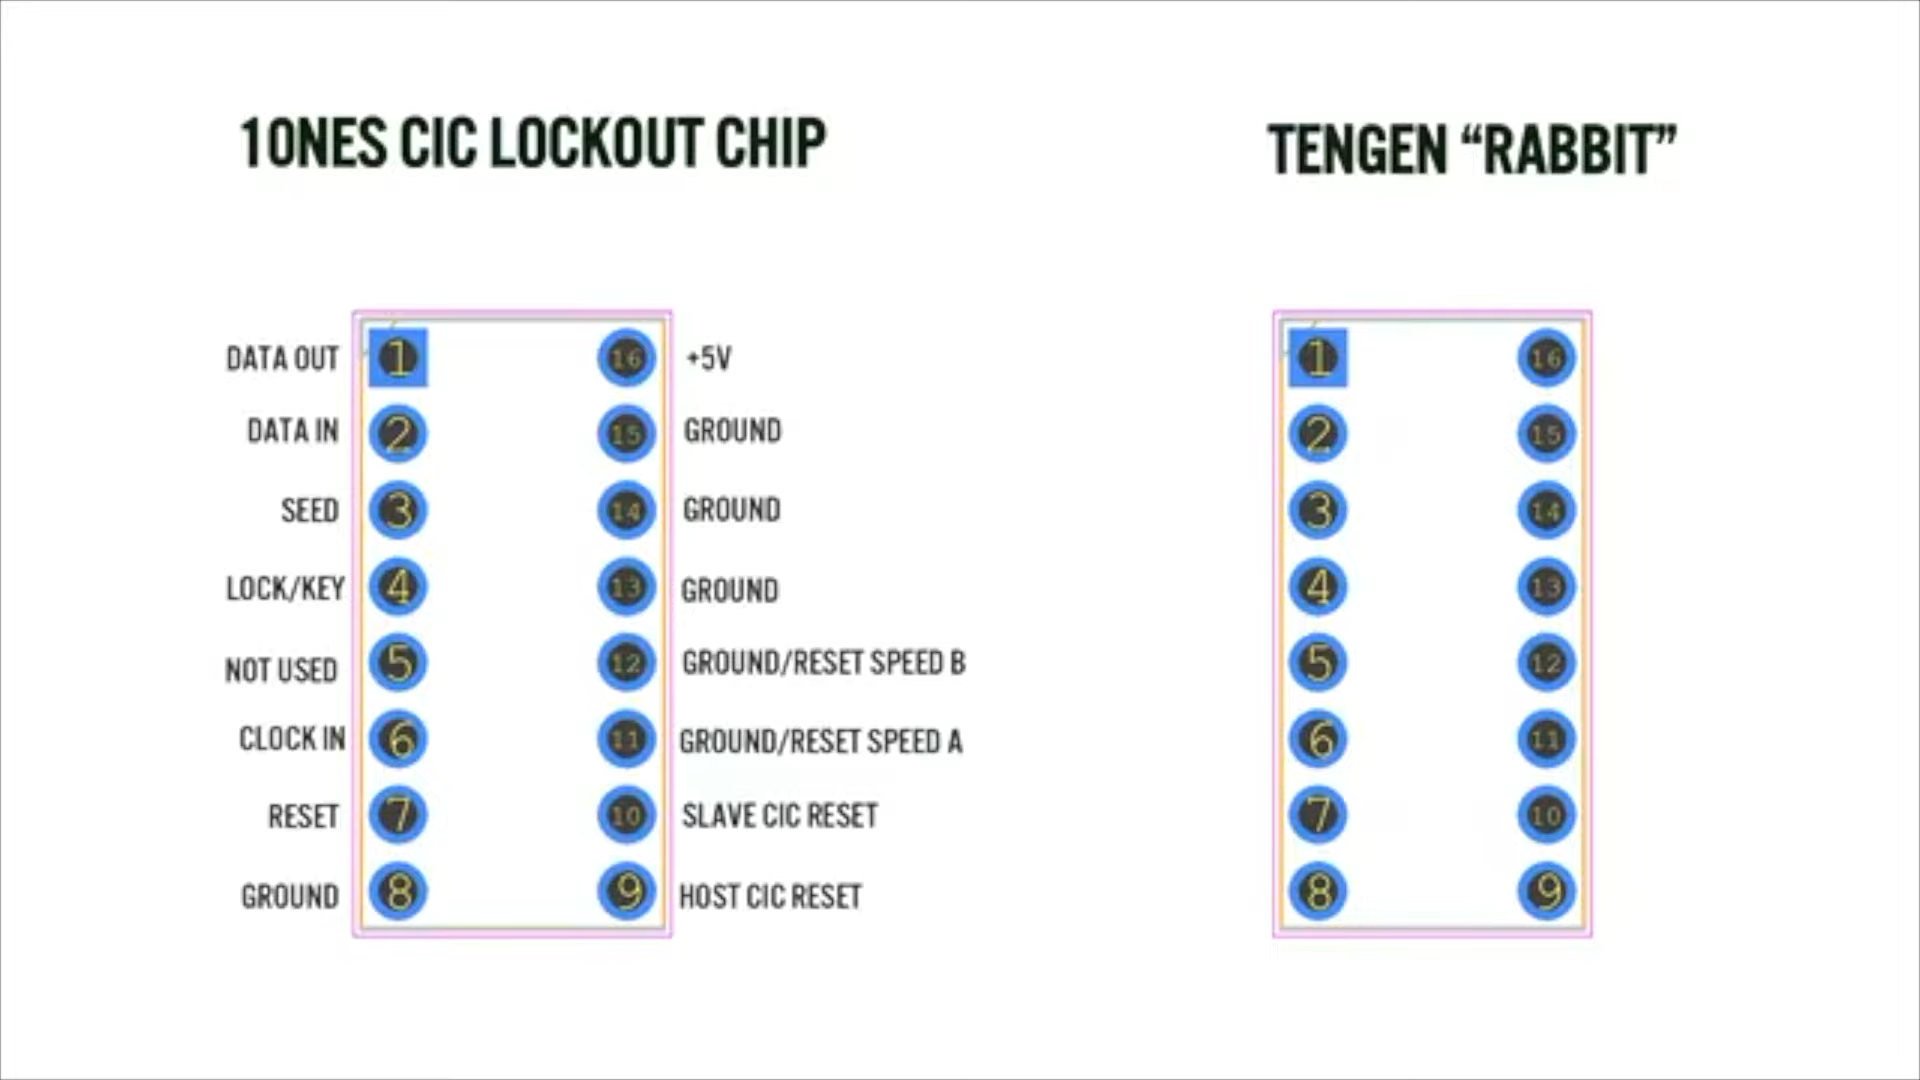 10NES CIC LOCKOUT CHIP
TENGEN “RABBIT”
DATA OUT 1 16 +5V
DATA IN 2 15 GROUND
SEED 3 14 GROUND
LOCK/KEY 4 13 GROUND
NOT USED 5 12 GROUND/RESET SPEED B
CLOCK IN 6 11 GROUND/RESET SPEED A
RESET 7 10 SLAVE CIC RESET
GROUND 8 9 HOST CIC RESET
1 16
2 15
3 14
4 13
5 12
6 11
7 10
8 9